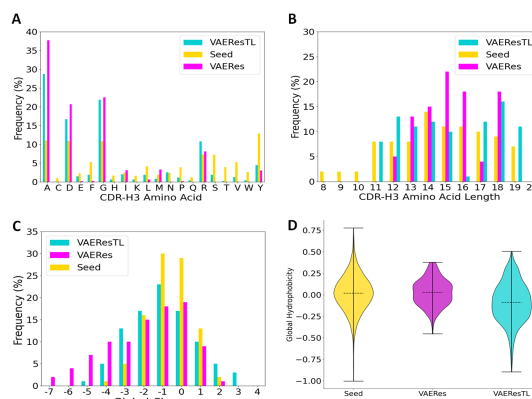 A
VAEResTL
Seed
VAERes
Frequency (%)
40
35
30
25
20
15
10
5
0
A C D E F G H I K L M N P Q R S T V W Y
CDR-H3 Amino Acid
B
VAEResTL
Seed
VAERes
Frequency (%)
30
25
20
15
10
5
0
8 9 10 11 12 13 14 15 16 17 18 19
CDR-H3 Amino Acid Length
C
VAEResTL
VAERes
Seed
Frequency (%)
35
30
25
20
15
10
5
0
-7 -6 -5 -4 -3 -2 -1 0 1 2 3 4
D
Global Hydrophobicity
0.75
0.50
0.25
0.00
−0.25
−0.50
−0.75
−1.00
Seed VAERes VAEResTL